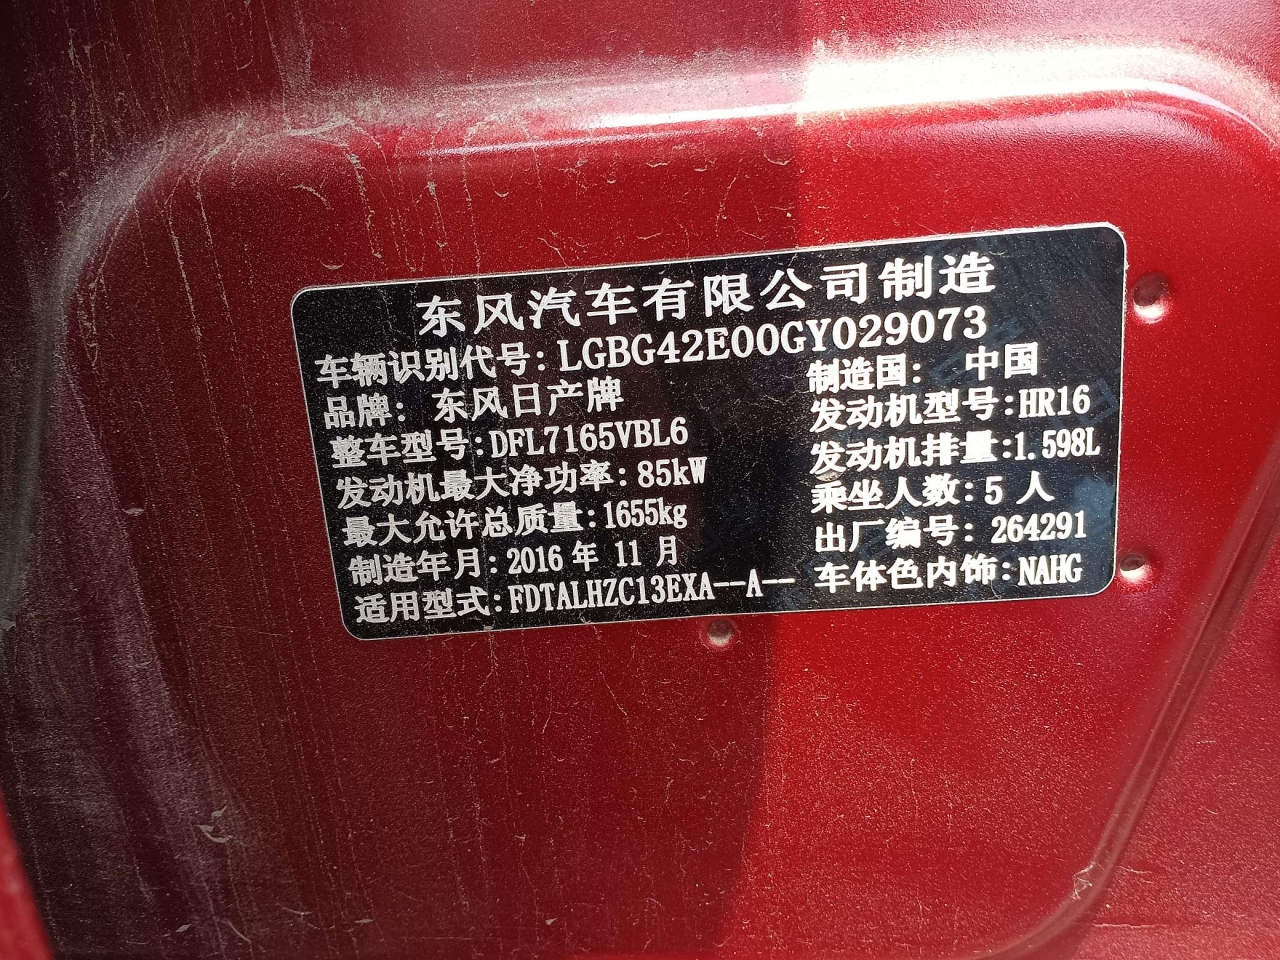 东风汽车有限公司制造
车辆识别代号:LGBG42E00GY029073
品牌: 东风日产牌 制造国: 中国
整车型号:DFL7165VBL6 发动机型号:HR16
发动机最大净功率:85kW 发动机排量:1.598L
最大允许总质量:1655kg 乘坐人数:5 人
制造年月:2016 年 11 月 出厂编号:264291
适用型式:FDTALHZC13EXA--A-- 车体色内饰:NAHG